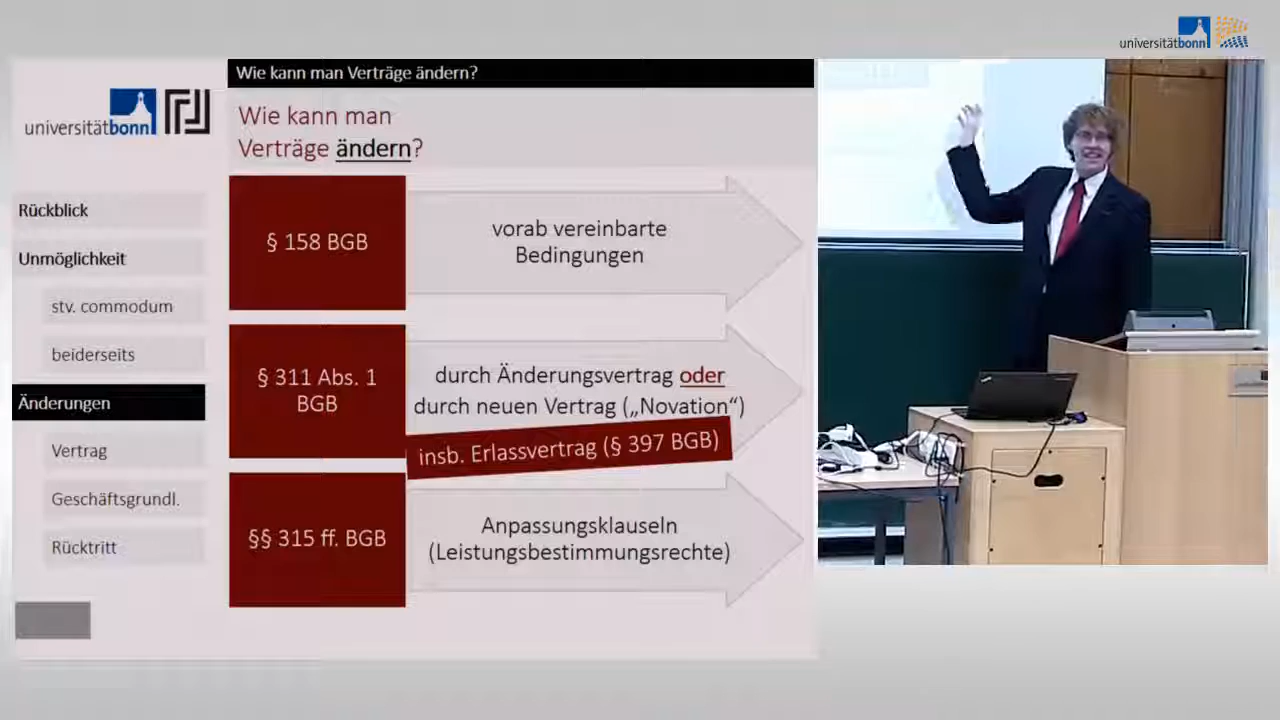 universitätbonn
Wie kann man Verträge ändern?
universitätbonn
Wie kann man
Verträge ändern?
Rückblick
Unmöglichkeit
stv. commodum
beiderseits
Änderungen
Vertrag
Geschäftsgrundl.
Rücktritt
§ 158 BGB
vorab vereinbarte
Bedingungen
§ 311 Abs. 1
BGB
durch Änderungsvertrag oder
durch neuen Vertrag („Novation“)
insb. Erlassvertrag (§ 397 BGB)
§§ 315 ff. BGB
Anpassungsklauseln
(Leistungsbestimmungsrechte)